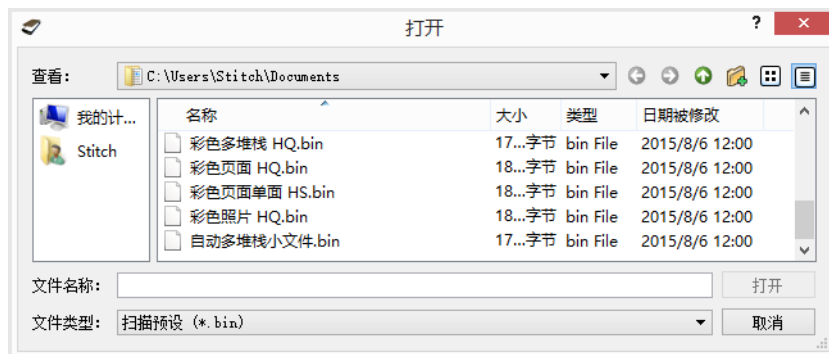 打开
?
查看: C:\Users\Stitch\Documents
我的计...
Stitch
名称 大小 类型 日期被修改
彩色多堆栈 HQ.bin 17...字节 bin File 2015/8/6 12:00
彩色页面 HQ.bin 18...字节 bin File 2015/8/6 12:00
彩色页面单面 HS.bin 18...字节 bin File 2015/8/6 12:00
彩色照片 HQ.bin 18...字节 bin File 2015/8/6 12:00
自动多堆栈小文件.bin 17...字节 bin File 2015/8/6 12:00
文件名称: 打开
文件类型: 扫描预设 (*.bin) 取消